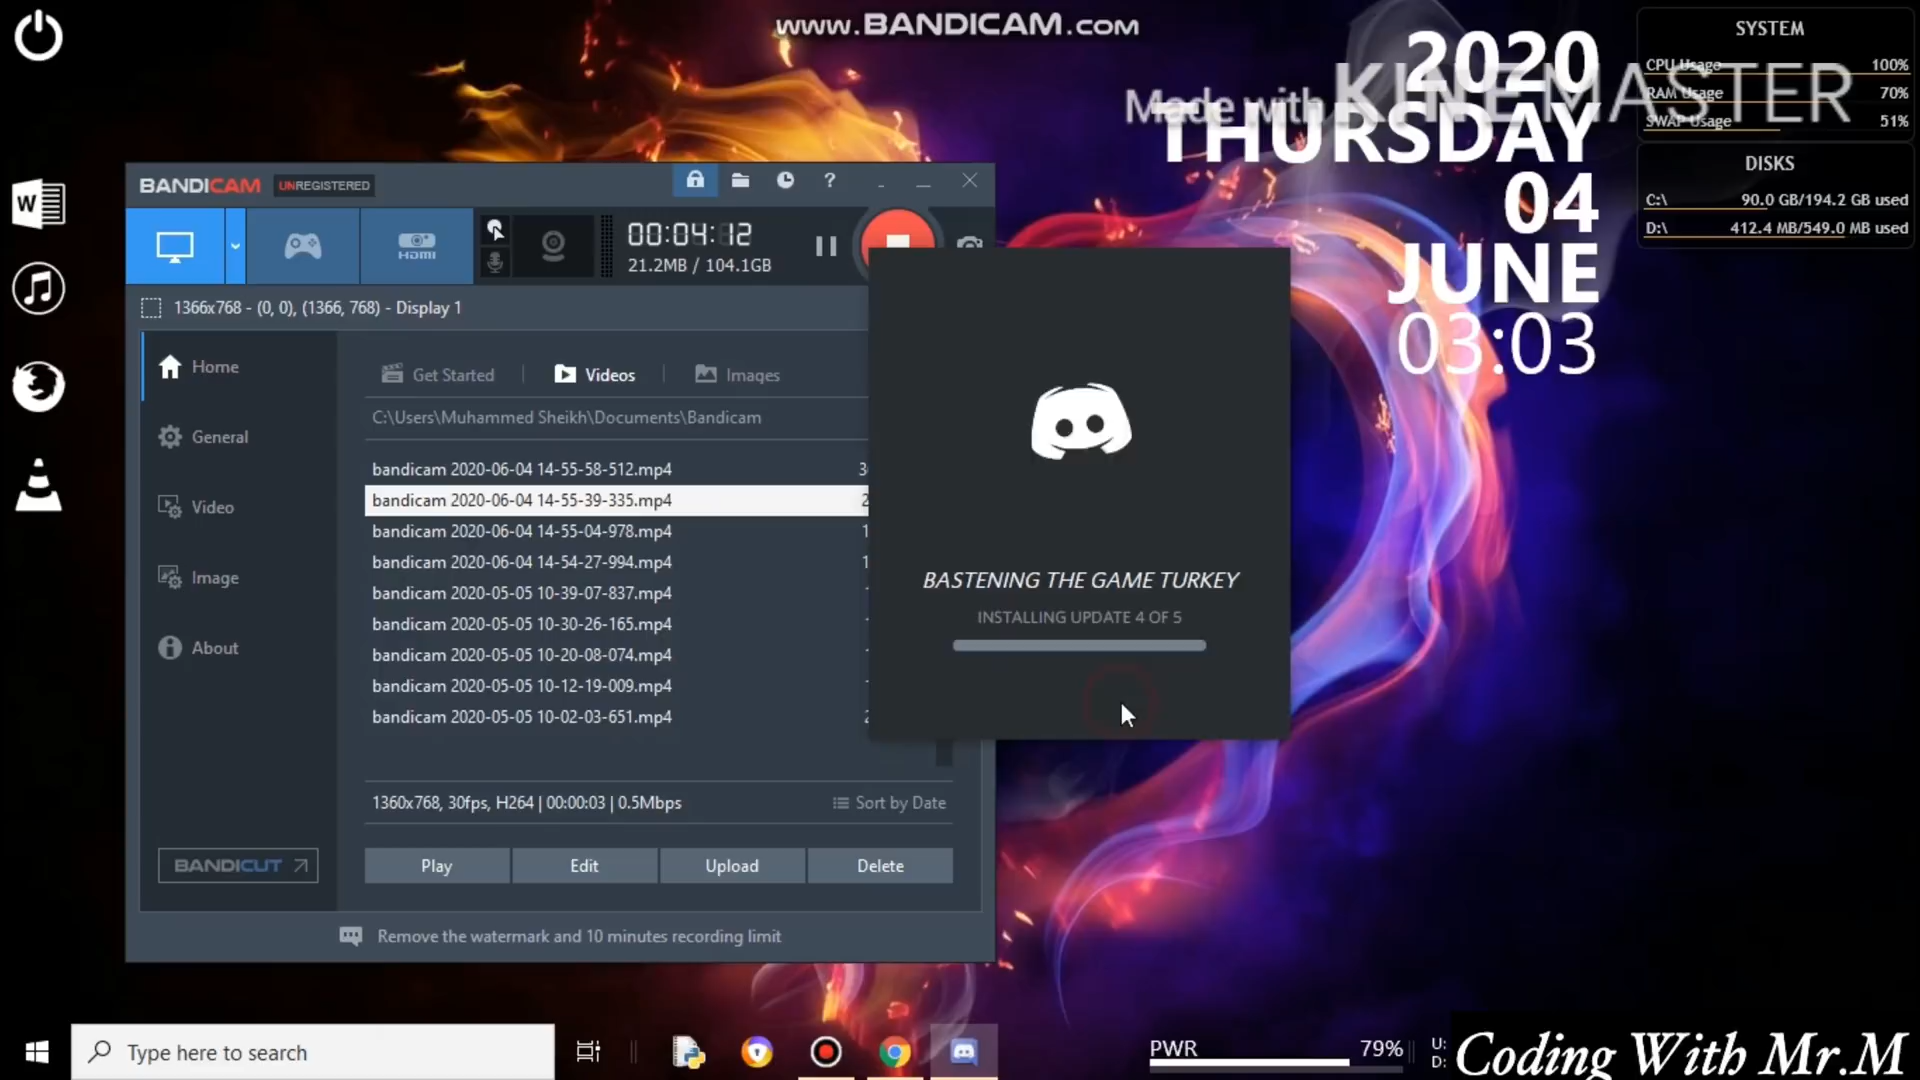 www.BANDICAM.com
Made with KINEMASTER
2020
THURSDAY
04
JUNE
03:03
SYSTEM
CPU Usage 100%
RAM Usage 70%
SWAP Usage 51%
DISKS
C:\ 90.0 GB/194.2 GB used
D:\ 412.4 MB/549.0 MB used
W
BANDICAM UNREGISTERED
?
HDMI
00:04:12
21.2MB / 104.1GB
1366x768 - (0, 0), (1366, 768) - Display 1
Home
General
Video
Image
About
BANDICUT
Get Started
Videos
Images
C:\Users\Muhammed Sheikh\Documents\Bandicam
bandicam 2020-06-04 14-55-58-512.mp4
bandicam 2020-06-04 14-55-39-335.mp4
bandicam 2020-06-04 14-55-04-978.mp4
bandicam 2020-06-04 14-54-27-994.mp4
bandicam 2020-05-05 10-39-07-837.mp4
bandicam 2020-05-05 10-30-26-165.mp4
bandicam 2020-05-05 10-20-08-074.mp4
bandicam 2020-05-05 10-12-19-009.mp4
bandicam 2020-05-05 10-02-03-651.mp4
1360x768, 30fps, H264 | 00:00:03 | 0.5Mbps
Sort by Date
Play
Edit
Upload
Delete
Remove the watermark and 10 minutes recording limit
BASTENING THE GAME TURKEY
INSTALLING UPDATE 4 OF 5
Type here to search
PWR 79%
U:
D:
Coding With Mr.M